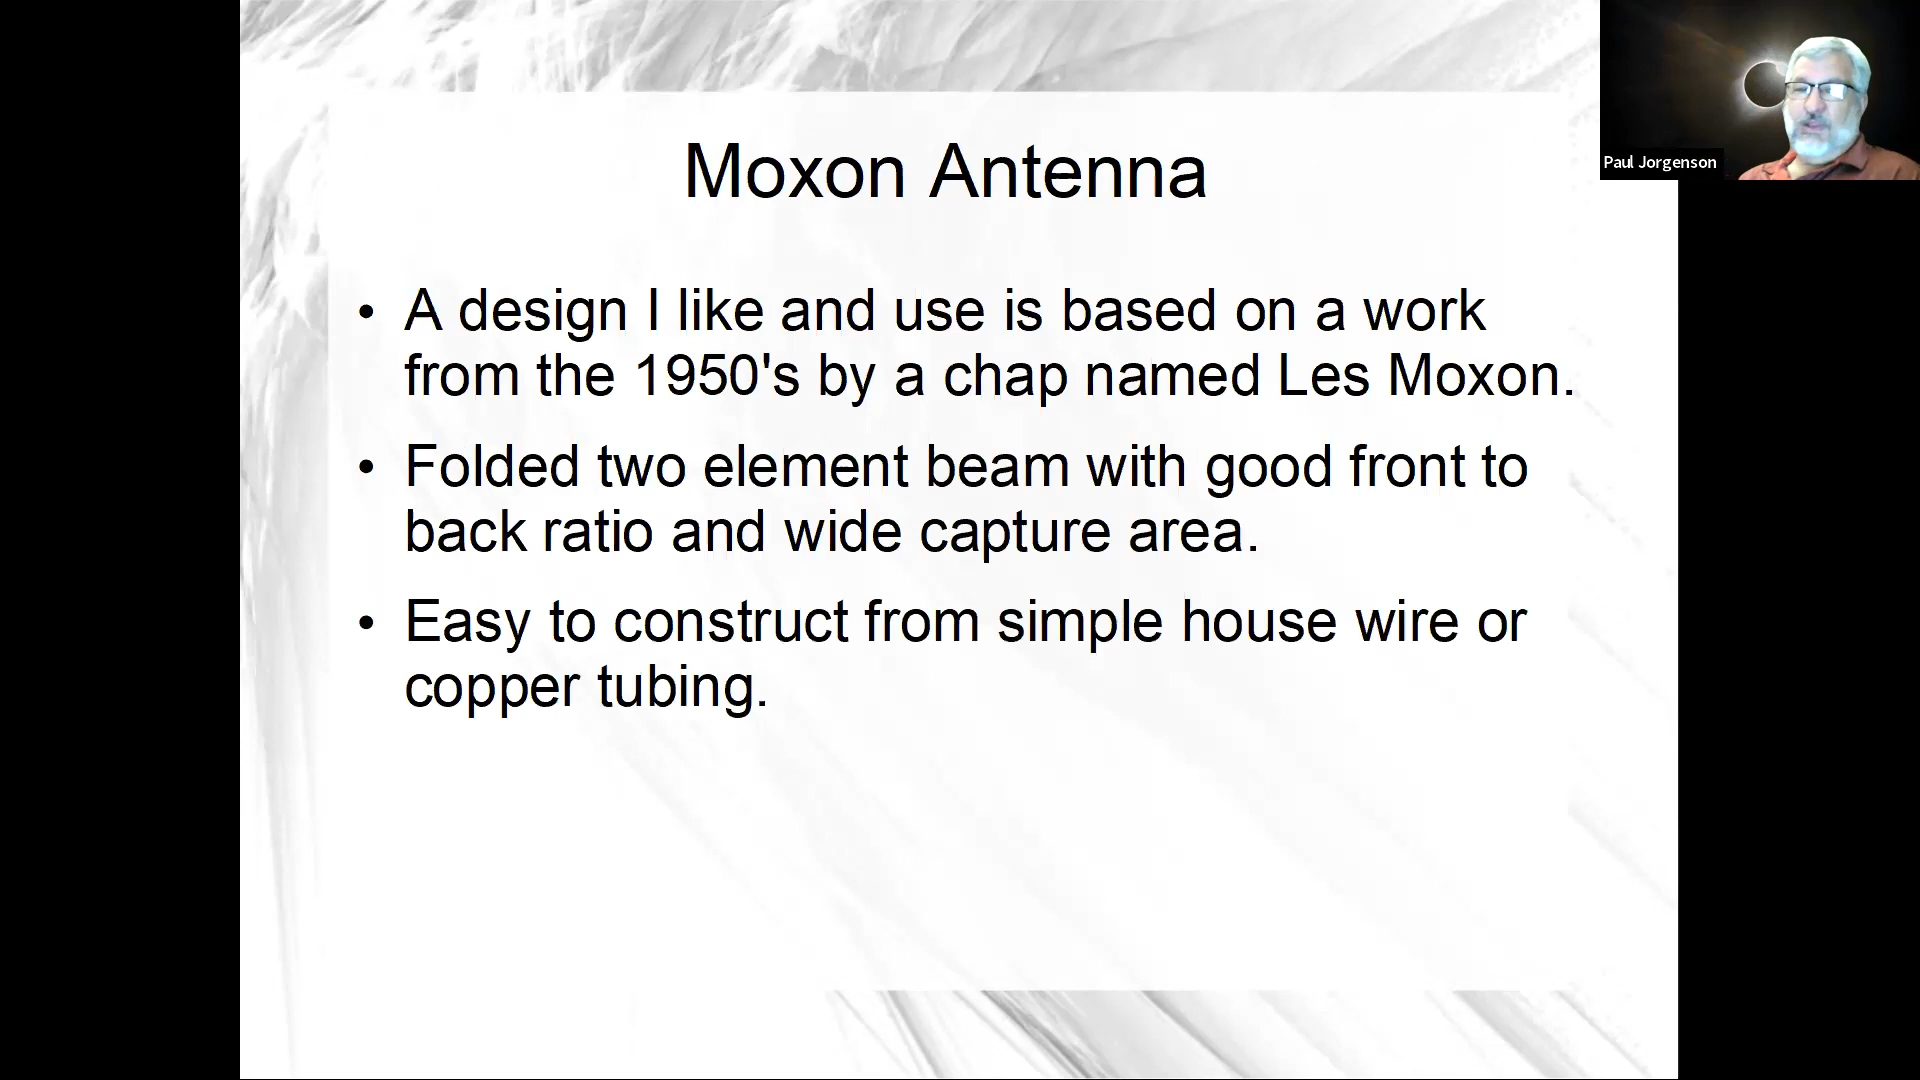 Moxon Antenna
• A design I like and use is based on a work
from the 1950's by a chap named Les Moxon.
• Folded two element beam with good front to
back ratio and wide capture area.
• Easy to construct from simple house wire or
copper tubing.
Paul Jorgenson